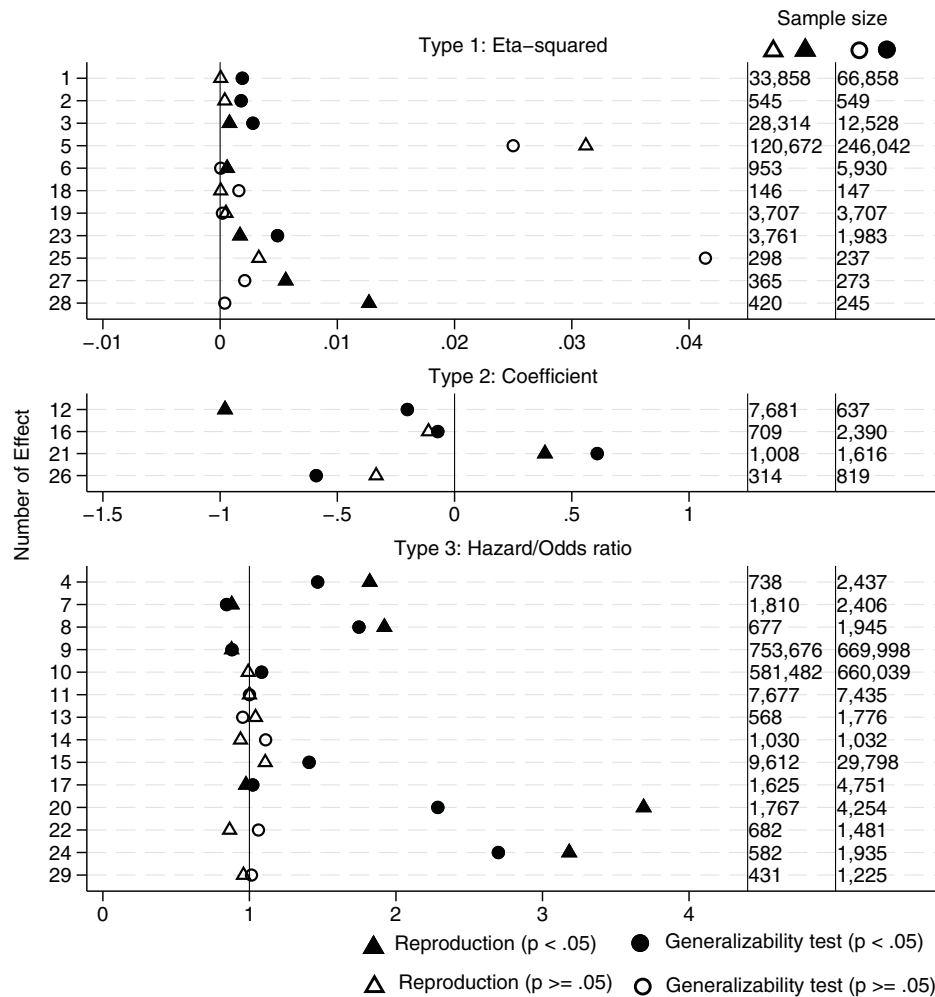 Sample size
Type 1: Eta−squared
1 33,858 66,858
2 545 549
3 28,314 12,528
5 120,672 246,042
6 953 5,930
18 146 147
19 3,707 3,707
23 3,761 1,983
25 298 237
27 365 273
28 420 245
−.01 0 .01 .02 .03 .04
Type 2: Coefficient
12 7,681 637
16 709 2,390
21 1,008 1,616
26 314 819
−1.5 −1 −.5 0 .5 1
Number of Effect
Type 3: Hazard/Odds ratio
4 738 2,437
7 1,810 2,406
8 677 1,945
9 753,676 669,998
10 581,482 660,039
11 7,677 7,435
13 568 1,776
14 1,030 1,032
15 9,612 29,798
17 1,625 4,751
20 1,767 4,254
22 682 1,481
24 582 1,935
29 431 1,225
0 1 2 3 4
Reproduction (p < .05) Generalizability test (p < .05)
Reproduction (p >= .05) Generalizability test (p >= .05)